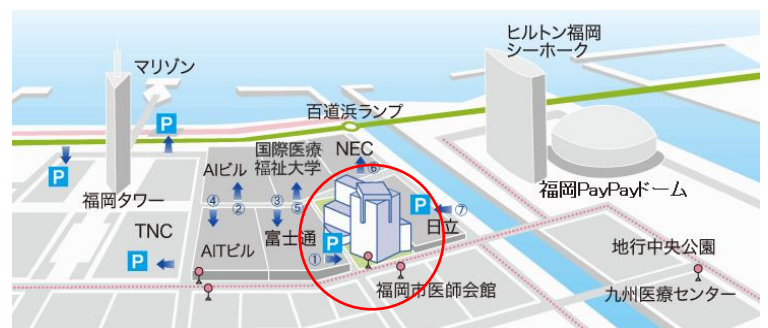 ヒルトン福岡
シーホーク
マリゾン
百道浜ランプ
P
P
国際医療
福祉大学
NEC
⑥
AIビル
④
②
③
⑤
福岡タワー
福岡PayPayドーム
P
⑦
日立
TNC
P
AITビル
富士通
P
①
地行中央公園
福岡市医師会館
九州医療センター